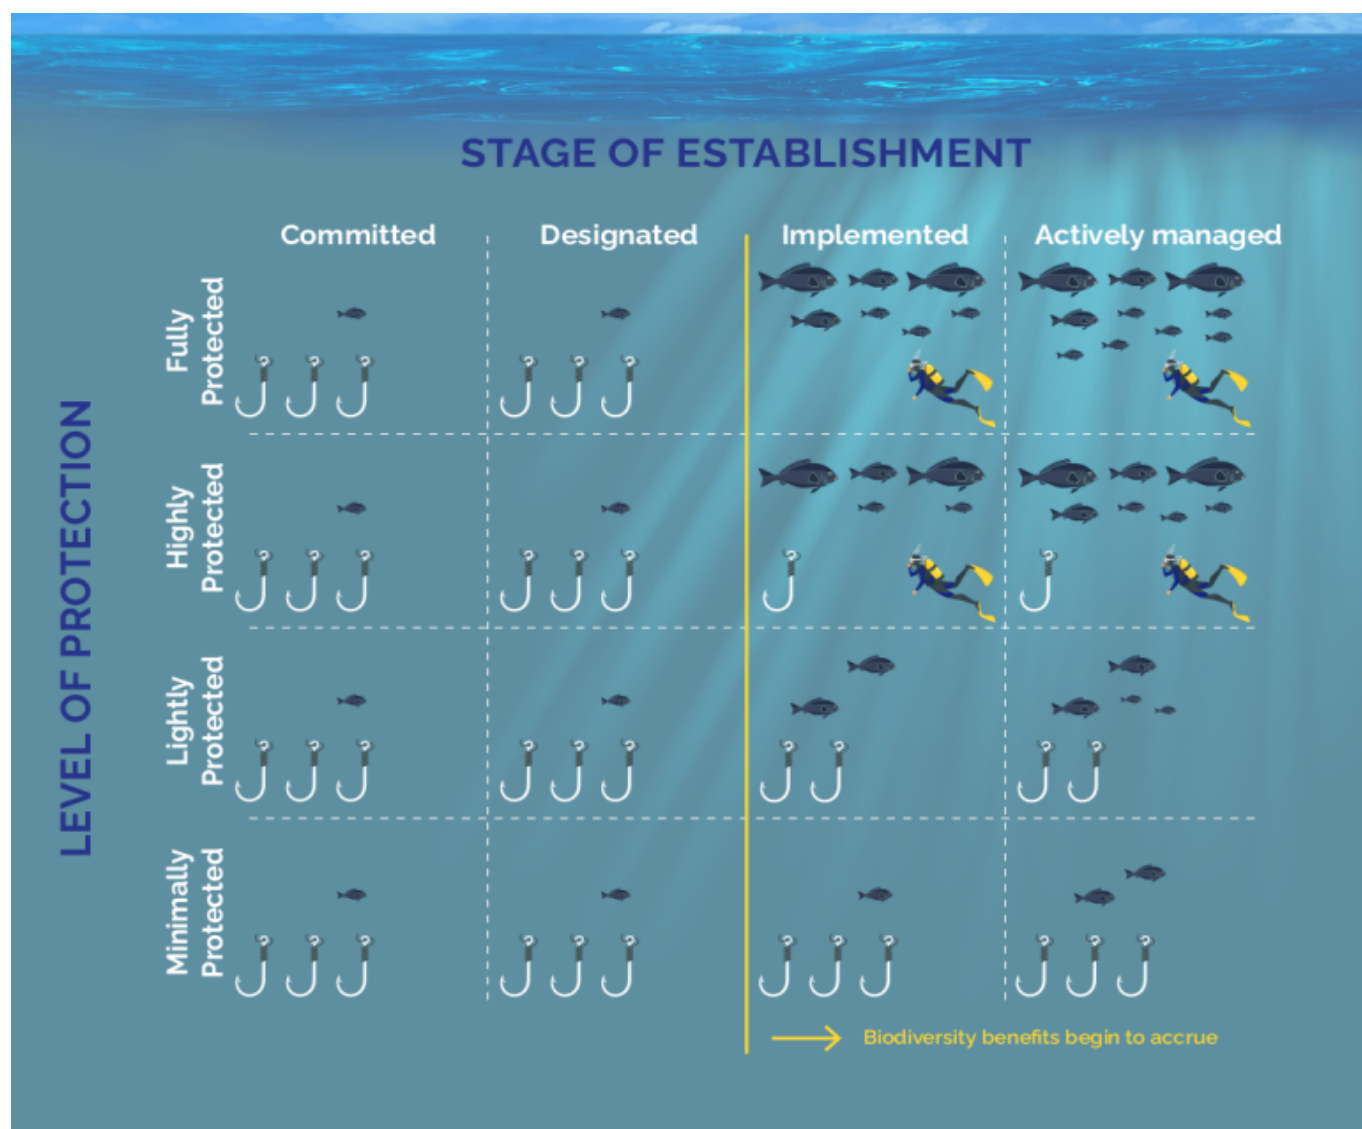 STAGE OF ESTABLISHMENT
Committed
Designated
Implemented
Actively managed
LEVEL OF PROTECTION
Fully
Protected
Highly
Protected
Lightly
Protected
Minimally
Protected
Biodiversity benefits begin to accrue